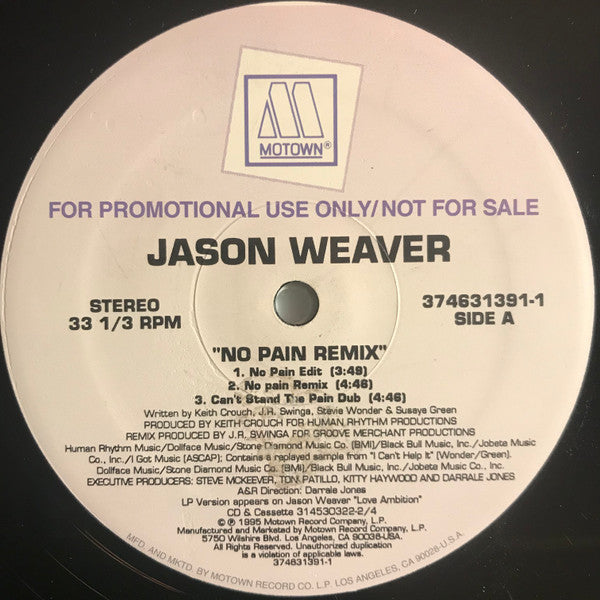 MOTOWN®
FOR PROMOTIONAL USE ONLY/NOT FOR SALE
JASON WEAVER
STEREO
33 1/3 RPM
374631391-1
SIDE A
"NO PAIN REMIX"
1. No Pain Edit (3:49)
2. No pain Remix (4:46)
3. Can't Stand The Pain Dub (4:46)
Written by Keith Crouch, J.R. Swinga, Stevie Wonder & Susaye Green
PRODUCED BY KEITH CROUCH FOR HUMAN RHYTHM PRODUCTIONS
REMIX PRODUCED BY J.R. SWINGA FOR GROOVE MERCHANT PRODUCTIONS
Human Rhythm Music/Dollface Music/Stone Diamond Music Co. (BMI)/Black Bull Music, Inc./Jobete Music
Co., Inc./I Got Music (ASCAP); Contains a replayed sample from "I Can't Help It" (Wonder/Green).
Dollface Music/Stone Diamond Music Co. (BMI)/Black Bull Music, Inc./Jobete Music Co., Inc.
EXECUTIVE PRODUCERS: STEVE MCKEEVER, TONI PATILLO, KITTY HAYWOOD AND DARRALE JONES
A&R Direction: Darrale Jones
LP Version appears on Jason Weaver "Love Ambition"
CD & Cassette 314530322-2/4
© ℗ 1995 Motown Record Company, L.P.
Manufactured and Marketed by Motown Record Company, L.P.
5750 Wilshire Blvd. Los Angeles, CA 90036-USA.
All Rights Reserved. Unauthorized duplication
is a violation of applicable laws.
374631391-1
MFD. AND MKTD. BY MOTOWN RECORD CO. L.P. LOS ANGELES, CA 90028-U.S.A.